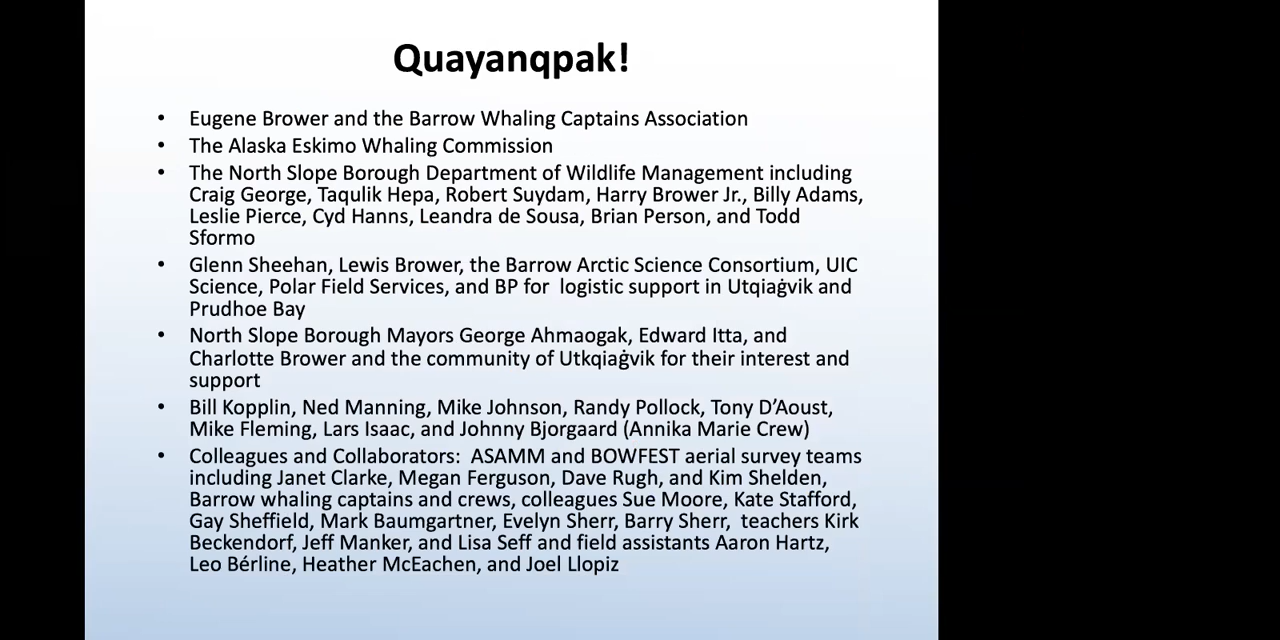 Quayanqpak!
• Eugene Brower and the Barrow Whaling Captains Association
• The Alaska Eskimo Whaling Commission
• The North Slope Borough Department of Wildlife Management including
Craig George, Taqulik Hepa, Robert Suydam, Harry Brower Jr., Billy Adams,
Leslie Pierce, Cyd Hanns, Leandra de Sousa, Brian Person, and Todd
Sformo
• Glenn Sheehan, Lewis Brower, the Barrow Arctic Science Consortium, UIC
Science, Polar Field Services, and BP for  logistic support in Utqiaġvik and
Prudhoe Bay
• North Slope Borough Mayors George Ahmaogak, Edward Itta, and
Charlotte Brower and the community of Utkqiaġvik for their interest and
support
• Bill Kopplin, Ned Manning, Mike Johnson, Randy Pollock, Tony D’Aoust,
Mike Fleming, Lars Isaac, and Johnny Bjorgaard (Annika Marie Crew)
• Colleagues and Collaborators:  ASAMM and BOWFEST aerial survey teams
including Janet Clarke, Megan Ferguson, Dave Rugh, and Kim Shelden,
Barrow whaling captains and crews, colleagues Sue Moore, Kate Stafford,
Gay Sheffield, Mark Baumgartner, Evelyn Sherr, Barry Sherr,  teachers Kirk
Beckendorf, Jeff Manker, and Lisa Seff and field assistants Aaron Hartz,
Leo Bérline, Heather McEachen, and Joel Llopiz